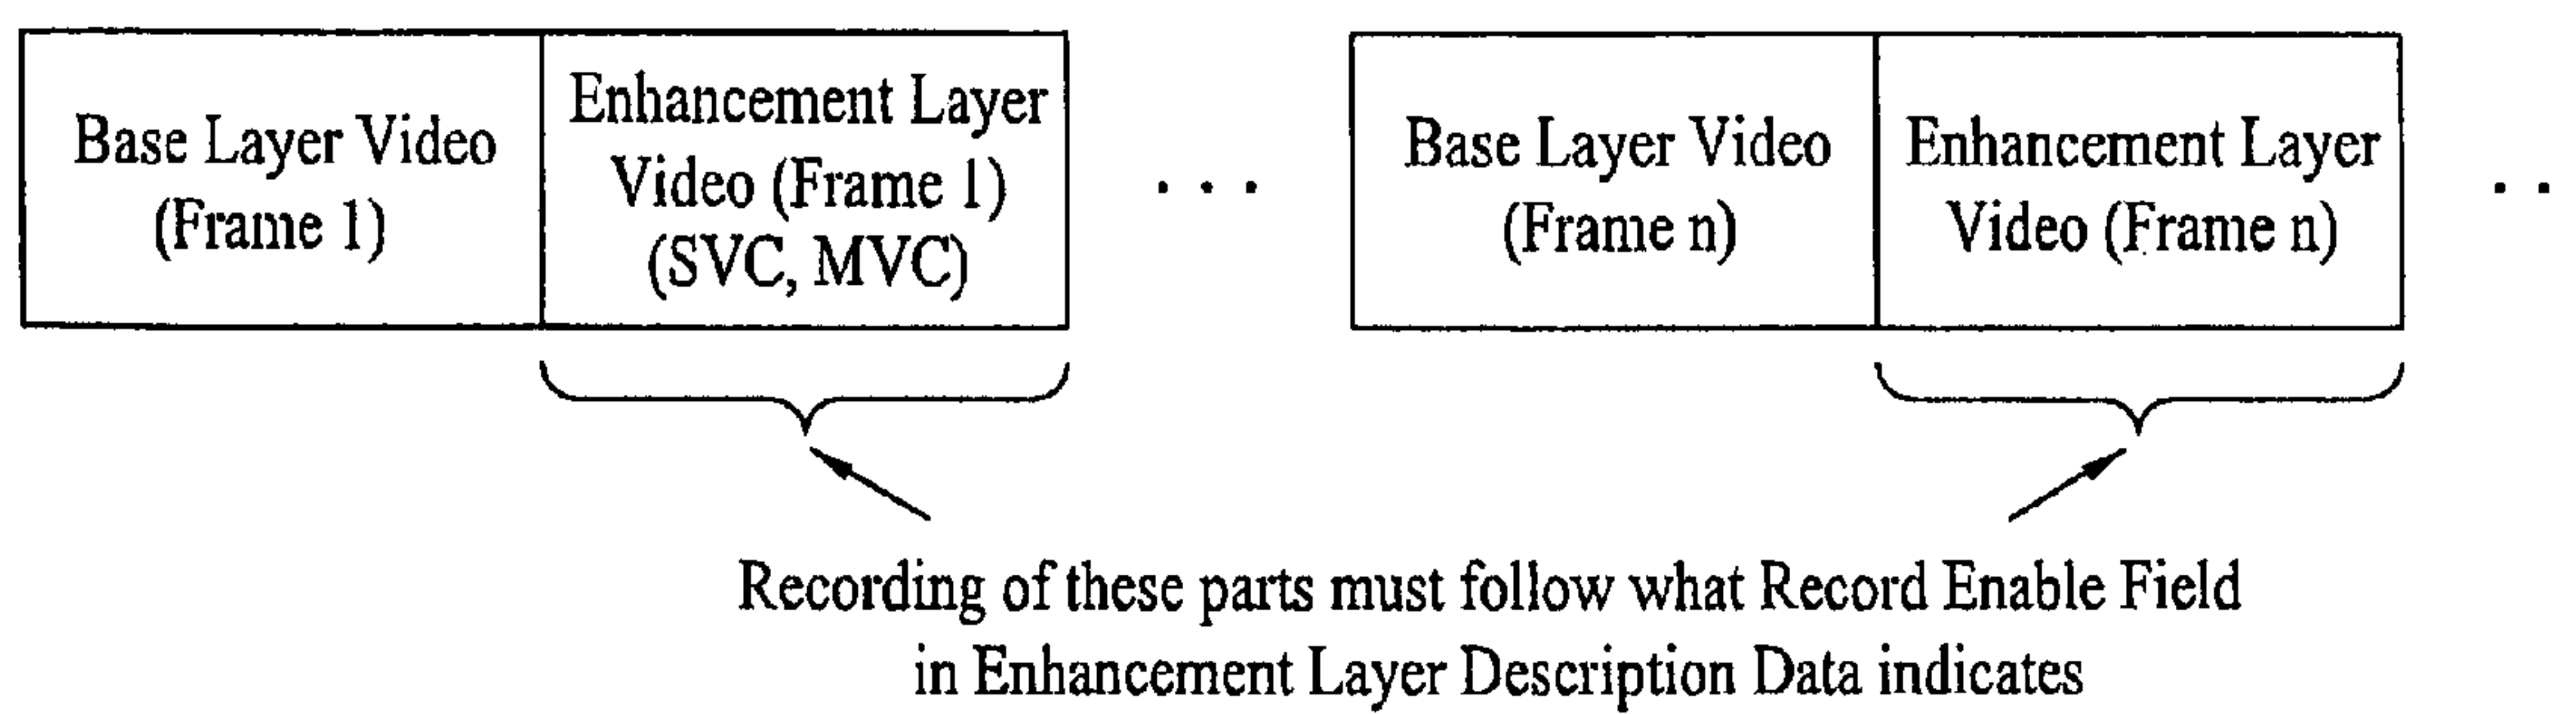 Base Layer Video
(Frame 1)
Enhancement Layer
Video (Frame 1)
(SVC, MVC)
. . .
Base Layer Video
(Frame n)
Enhancement Layer
Video (Frame n)
. .
Recording of these parts must follow what Record Enable Field
in Enhancement Layer Description Data indicates